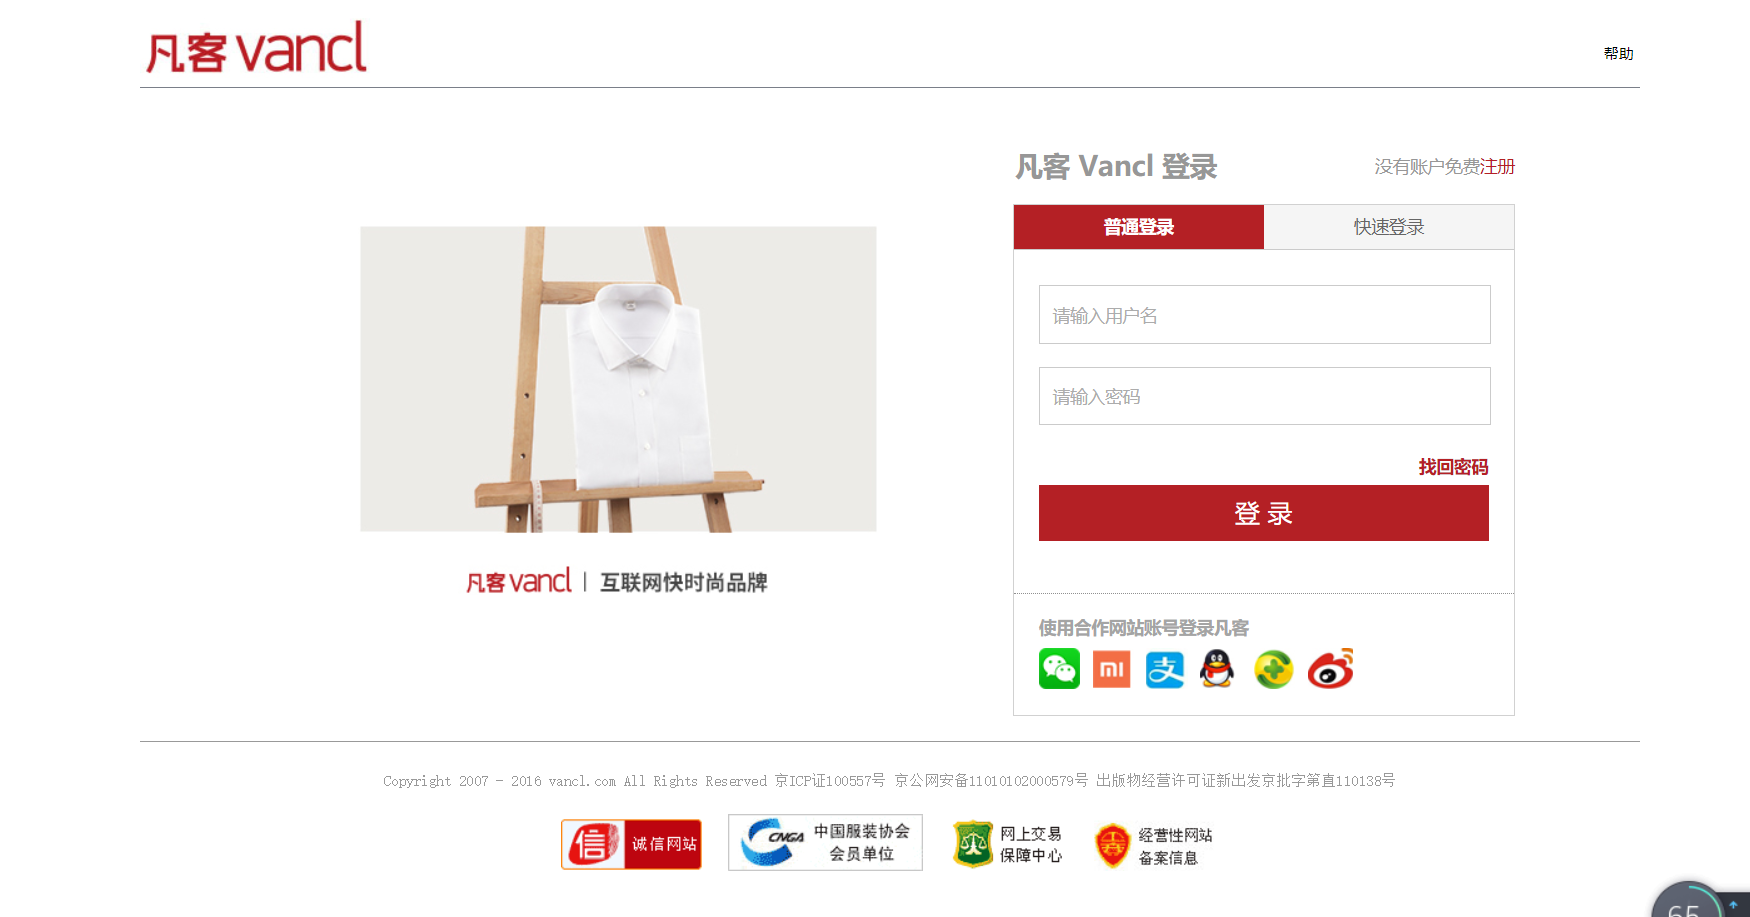 凡客 vancl
帮助
凡客 Vancl 登录
没有账户免费注册
普通登录
快速登录
请输入用户名
请输入密码
找回密码
登 录
凡客vancl | 互联网快时尚品牌
使用合作网站账号登录凡客
mi
支
Copyright 2007 - 2016 vancl.com All Rights Reserved 京ICP证100557号 京公网安备11010102000579号 出版物经营许可证新出发京批字第直110138号
信 诚信网站
CNGA
中国服装协会
会员单位
网上交易
保障中心
经营性网站
备案信息
65